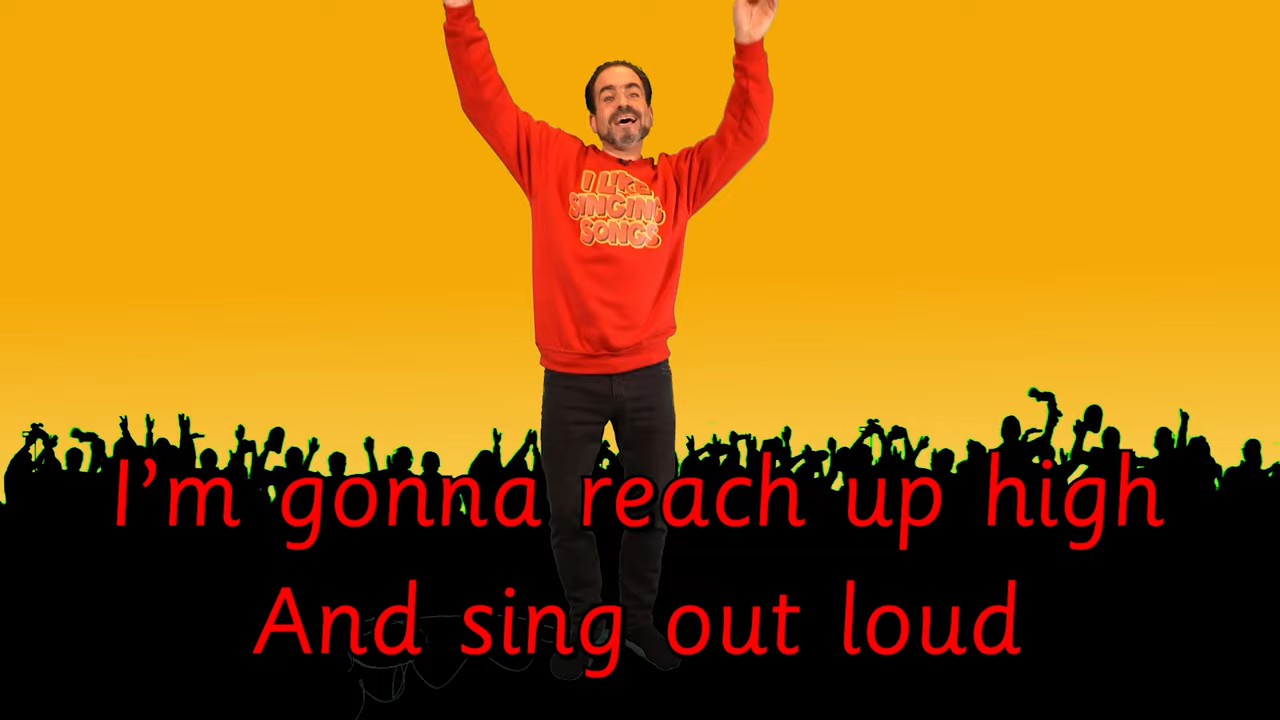 I LIKE
SINGING
SONGS
I'm gonna reach up high
And sing out loud